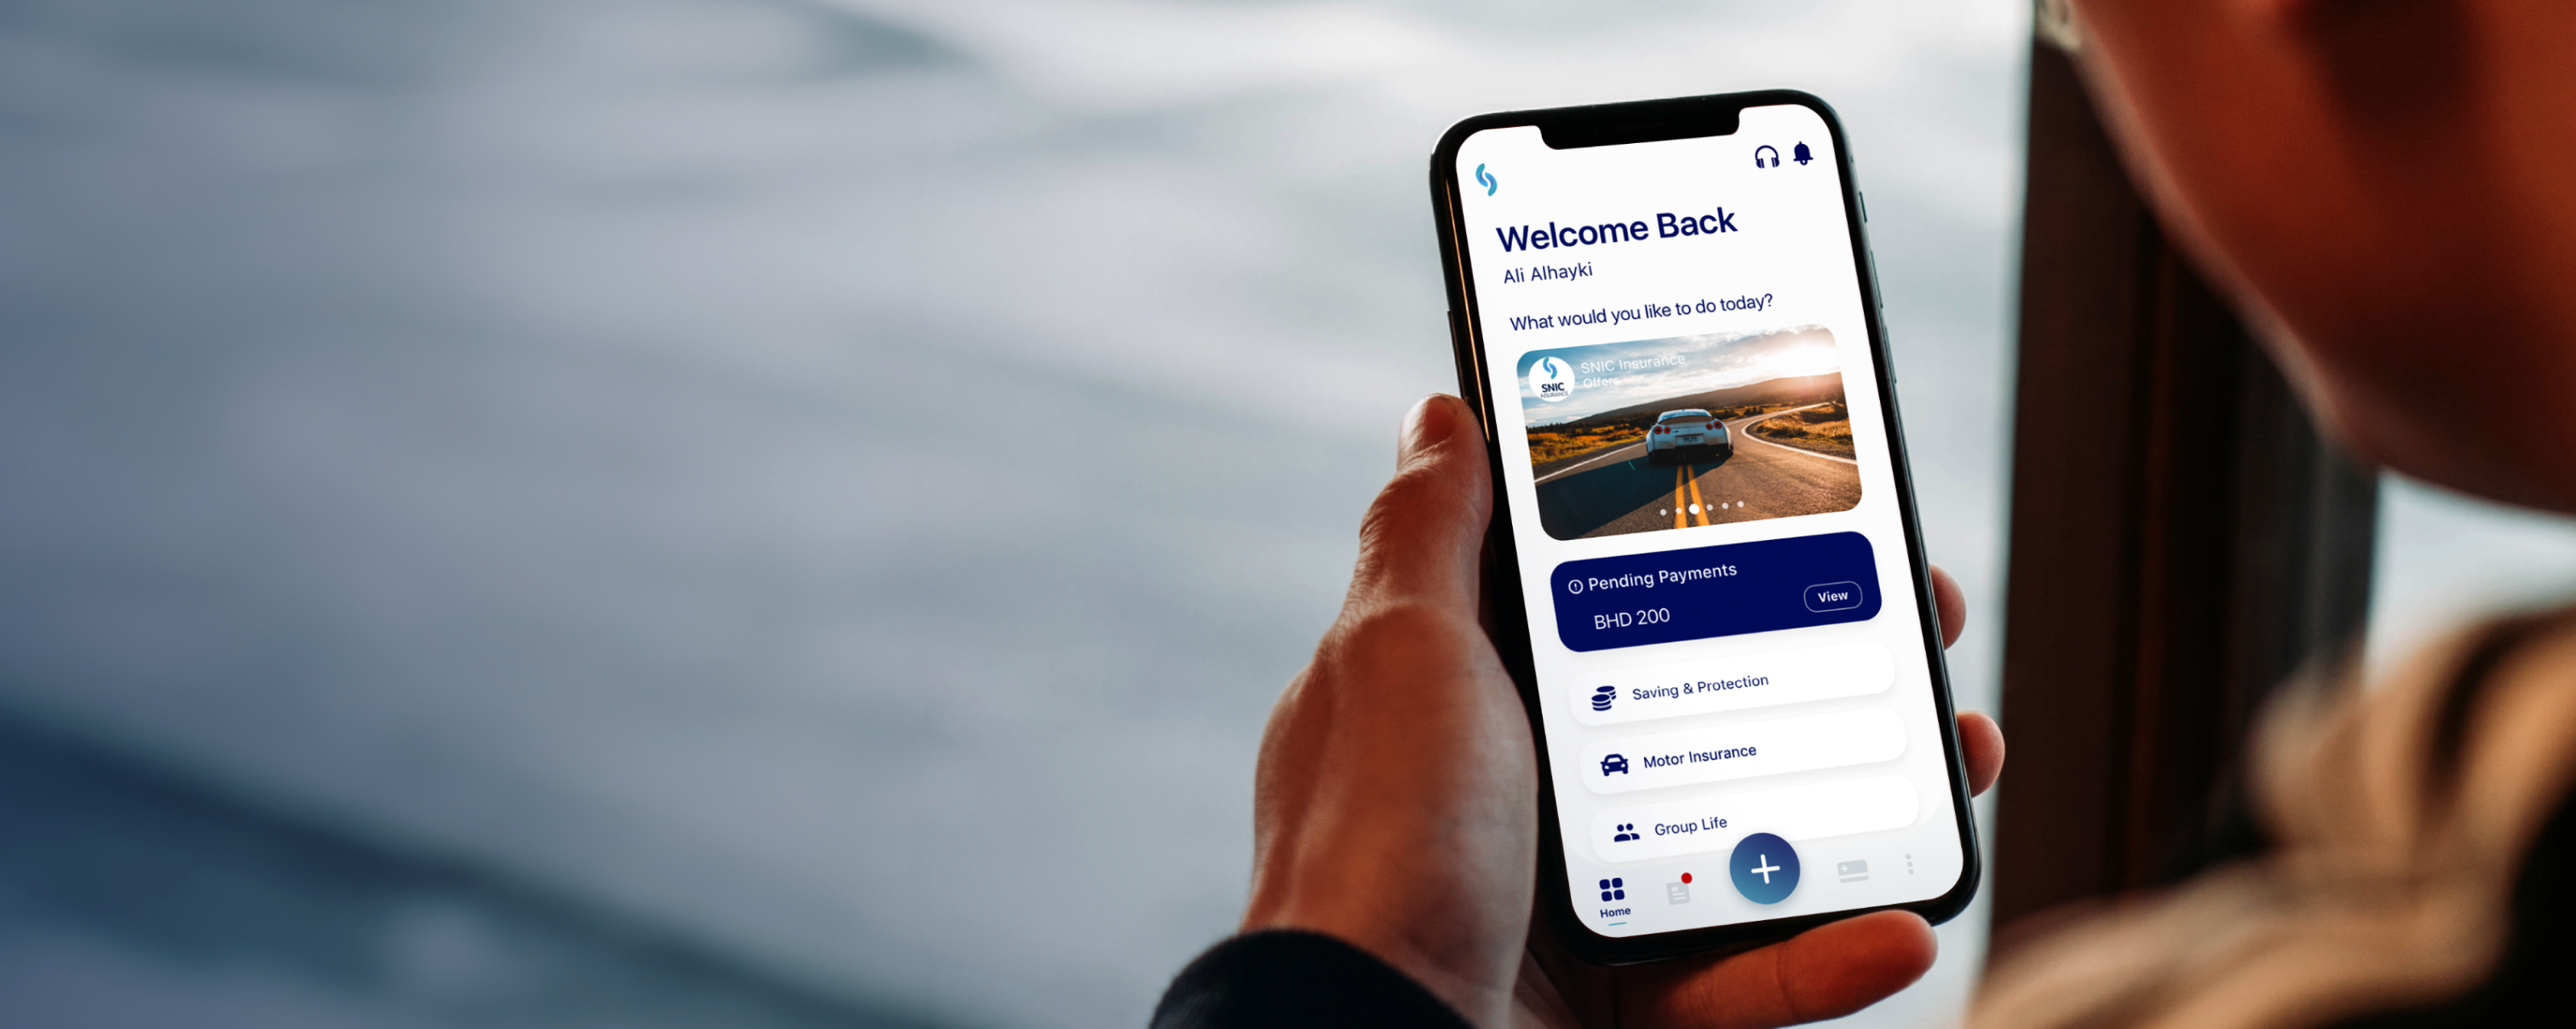 Welcome Back
Ali Alhayki
What would you like to do today?
SNIC Insurance
Offers
SNIC
INSURANCE
Pending Payments
BHD 200
View
Saving & Protection
Motor Insurance
Group Life
Home